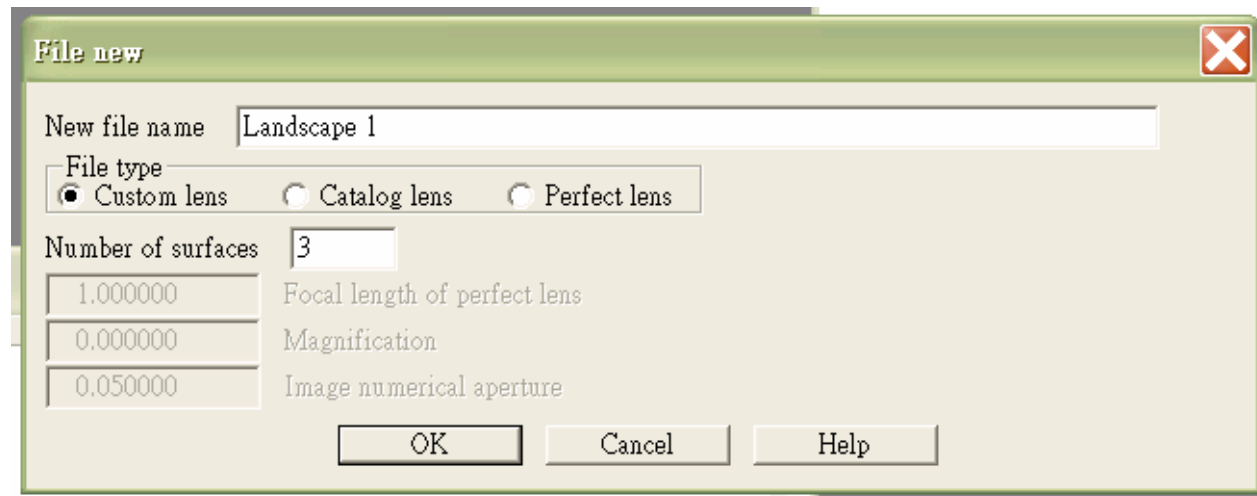 File new
New file name Landscape 1
File type
Custom lens Catalog lens Perfect lens
Number of surfaces 3
1.000000 Focal length of perfect lens
0.000000 Magnification
0.050000 Image numerical aperture
OK Cancel Help